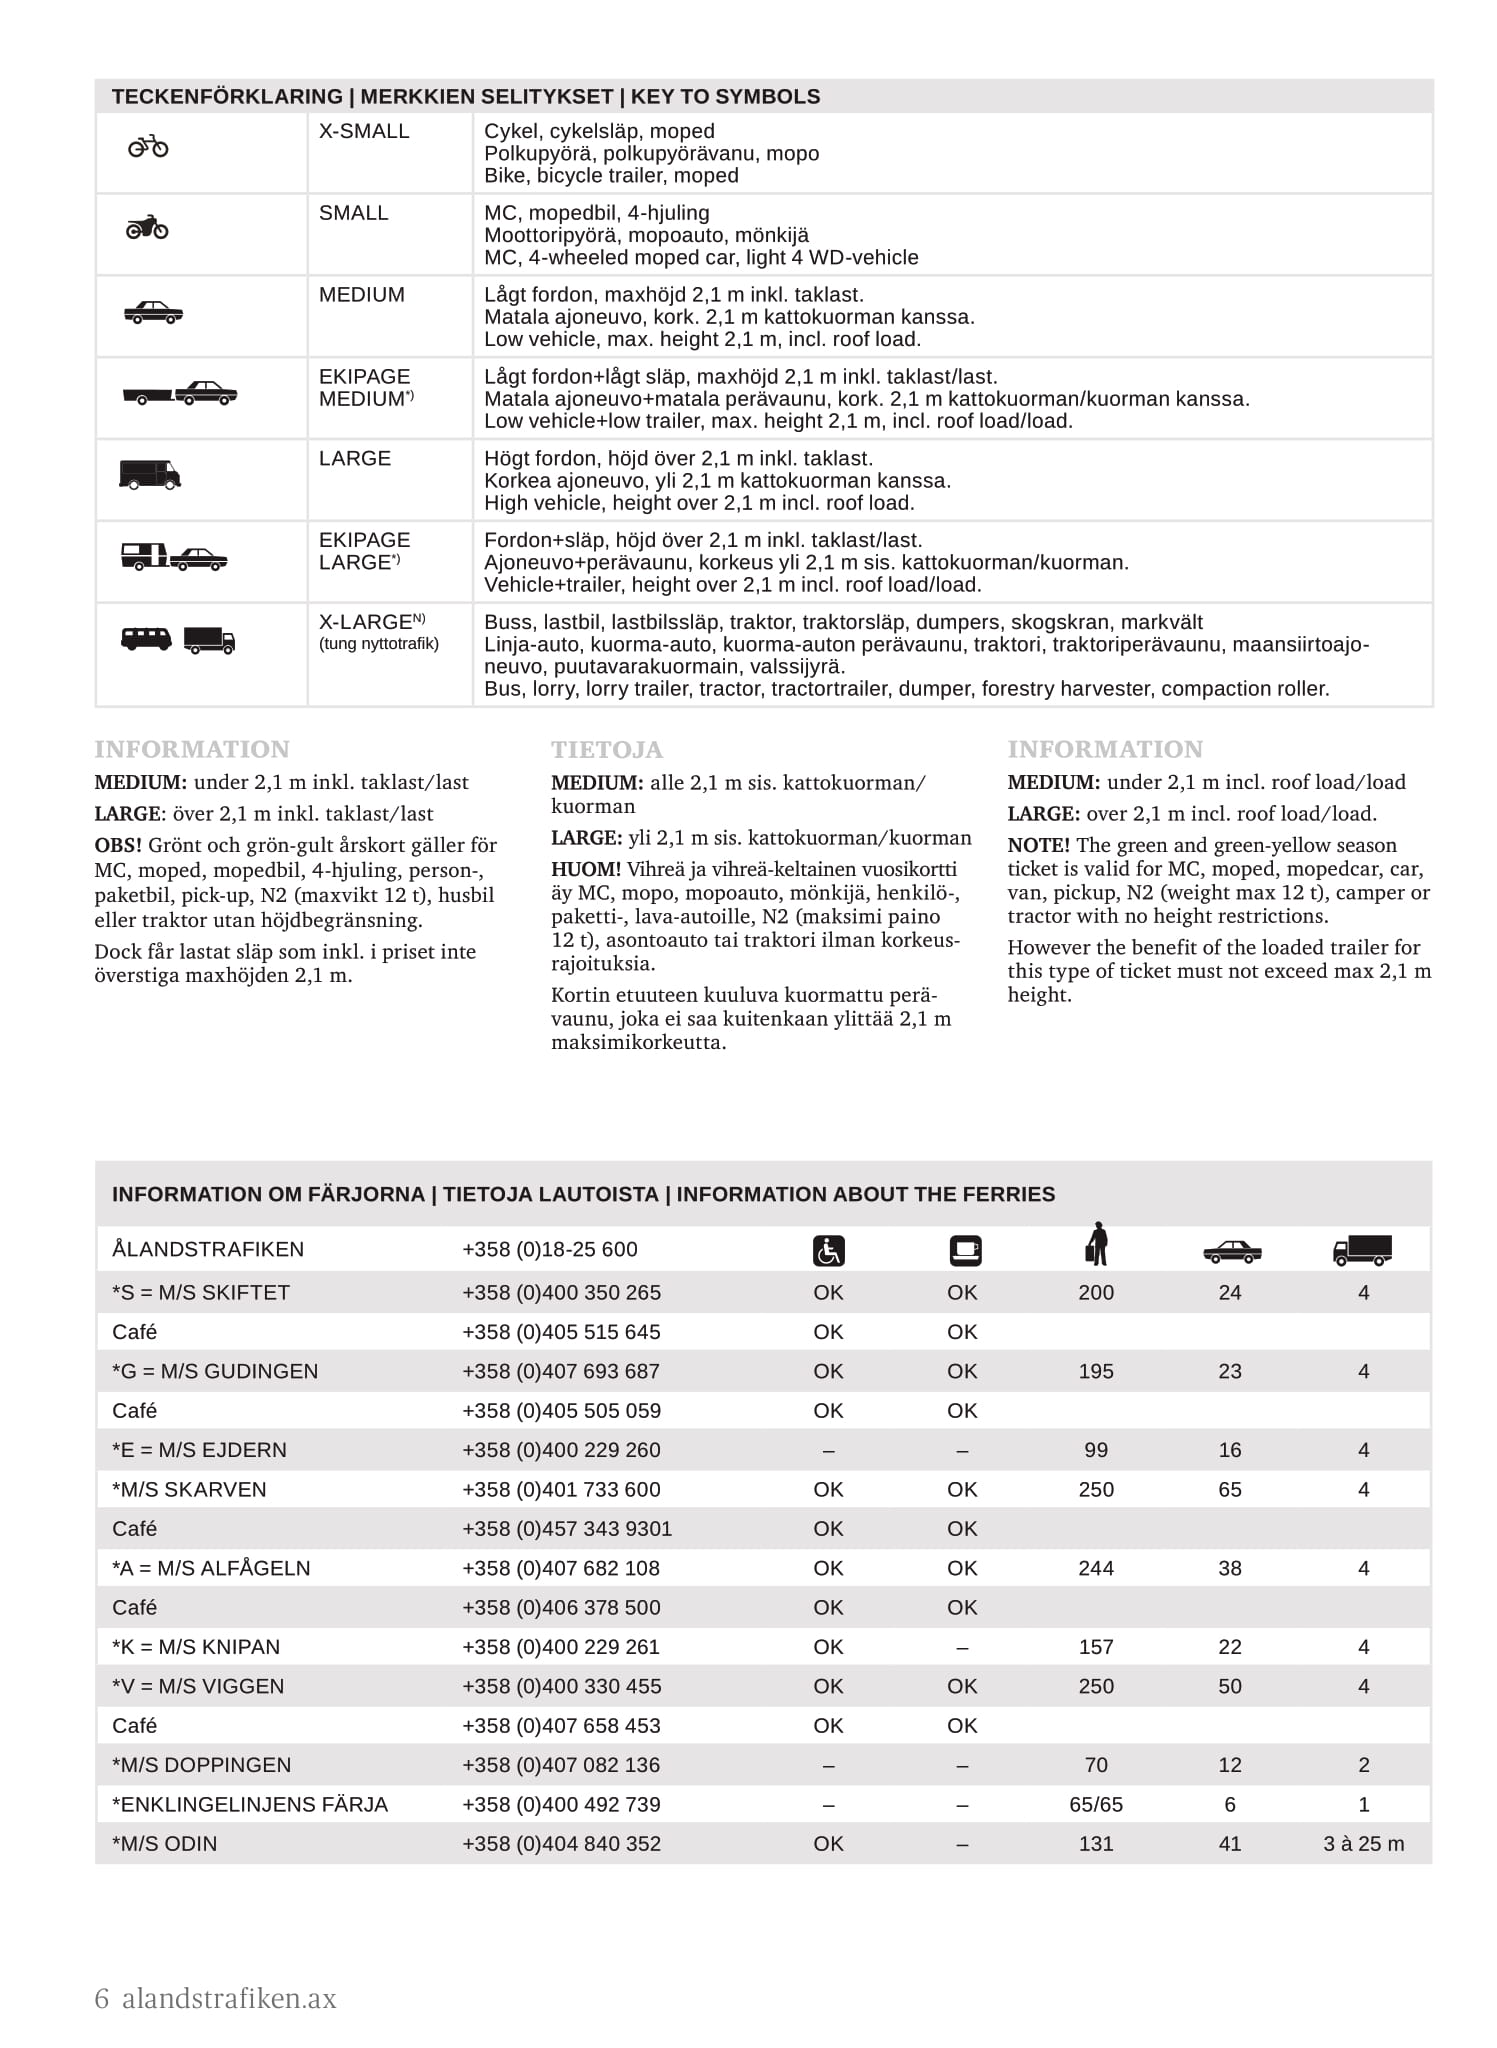 TECKENFÖRKLARING | MERKKIEN SELITYKSET | KEY TO SYMBOLS
X-SMALL
Cykel, cykelsläp, moped
Polkupyörä, polkupyörävanu, mopo
Bike, bicycle trailer, moped
SMALL
MC, mopedbil, 4-hjuling
Moottoripyörä, mopoauto, mönkijä
MC, 4-wheeled moped car, light 4 WD-vehicle
MEDIUM
Lågt fordon, maxhöjd 2,1 m inkl. taklast.
Matala ajoneuvo, kork. 2,1 m kattokuorman kanssa.
Low vehicle, max. height 2,1 m, incl. roof load.
EKIPAGE
MEDIUM*)
Lågt fordon+lågt släp, maxhöjd 2,1 m inkl. taklast/last.
Matala ajoneuvo+matala perävaunu, kork. 2,1 m kattokuorman/kuorman kanssa.
Low vehicle+low trailer, max. height 2,1 m, incl. roof load/load.
LARGE
Högt fordon, höjd över 2,1 m inkl. taklast.
Korkea ajoneuvo, yli 2,1 m kattokuorman kanssa.
High vehicle, height over 2,1 m incl. roof load.
EKIPAGE
LARGE*)
Fordon+släp, höjd över 2,1 m inkl. taklast/last.
Ajoneuvo+perävaunu, korkeus yli 2,1 m sis. kattokuorman/kuorman.
Vehicle+trailer, height over 2,1 m incl. roof load/load.
X-LARGEN)
(tung nyttotrafik)
Buss, lastbil, lastbilssläp, traktor, traktorsläp, dumpers, skogskran, markvält
Linja-auto, kuorma-auto, kuorma-auton perävaunu, traktori, traktoriperävaunu, maansiirtoajo-
neuvo, puutavarakuormain, valssijyrä.
Bus, lorry, lorry trailer, tractor, tractortrailer, dumper, forestry harvester, compaction roller.
INFORMATION
MEDIUM: under 2,1 m inkl. taklast/last
LARGE: över 2,1 m inkl. taklast/last
OBS! Grönt och grön-gult årskort gäller för
MC, moped, mopedbil, 4-hjuling, person-,
paketbil, pick-up, N2 (maxvikt 12 t), husbil
eller traktor utan höjdbegränsning.
Dock får lastat släp som inkl. i priset inte
överstiga maxhöjden 2,1 m.
TIETOJA
MEDIUM: alle 2,1 m sis. kattokuorman/
kuorman
LARGE: yli 2,1 m sis. kattokuorman/kuorman
HUOM! Vihreä ja vihreä-keltainen vuosikortti
äy MC, mopo, mopoauto, mönkijä, henkilö-,
paketti-, lava-autoille, N2 (maksimi paino
12 t), asontoauto tai traktori ilman korkeus-
rajoituksia.
Kortin etuuteen kuuluva kuormattu perä-
vaunu, joka ei saa kuitenkaan ylittää 2,1 m
maksimikorkeutta.
INFORMATION
MEDIUM: under 2,1 m incl. roof load/load
LARGE: over 2,1 m incl. roof load/load.
NOTE! The green and green-yellow season
ticket is valid for MC, moped, mopedcar, car,
van, pickup, N2 (weight max 12 t), camper or
tractor with no height restrictions.
However the benefit of the loaded trailer for
this type of ticket must not exceed max 2,1 m
height.
INFORMATION OM FÄRJORNA | TIETOJA LAUTOISTA | INFORMATION ABOUT THE FERRIES
ÅLANDSTRAFIKEN +358 (0)18-25 600
*S = M/S SKIFTET +358 (0)400 350 265 OK OK 200 24 4
Café +358 (0)405 515 645 OK OK
*G = M/S GUDINGEN +358 (0)407 693 687 OK OK 195 23 4
Café +358 (0)405 505 059 OK OK
*E = M/S EJDERN +358 (0)400 229 260 – – 99 16 4
*M/S SKARVEN +358 (0)401 733 600 OK OK 250 65 4
Café +358 (0)457 343 9301 OK OK
*A = M/S ALFÅGELN +358 (0)407 682 108 OK OK 244 38 4
Café +358 (0)406 378 500 OK OK
*K = M/S KNIPAN +358 (0)400 229 261 OK – 157 22 4
*V = M/S VIGGEN +358 (0)400 330 455 OK OK 250 50 4
Café +358 (0)407 658 453 OK OK
*M/S DOPPINGEN +358 (0)407 082 136 – – 70 12 2
*ENKLINGELINJENS FÄRJA +358 (0)400 492 739 – – 65/65 6 1
*M/S ODIN +358 (0)404 840 352 OK – 131 41 3 à 25 m
6 alandstrafiken.ax